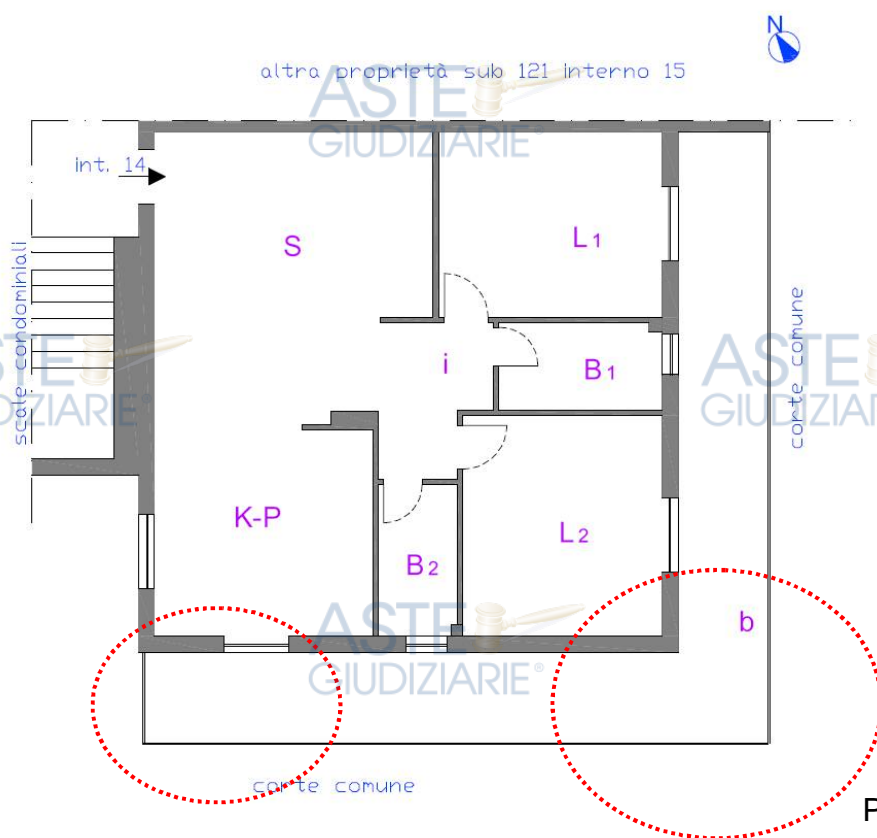 N
altra proprietà sub 121 interno 15
ASTE
GIUDIZIARIE®
int. 14
S
L1
scale condominiali
corte comune
i
B1
ASTE
GIUDIZIARIE®
ASTE
GIUDIZIAR
K-P
L2
B2
b
ASTE
GIUDIZIARIE®
corte comune
P